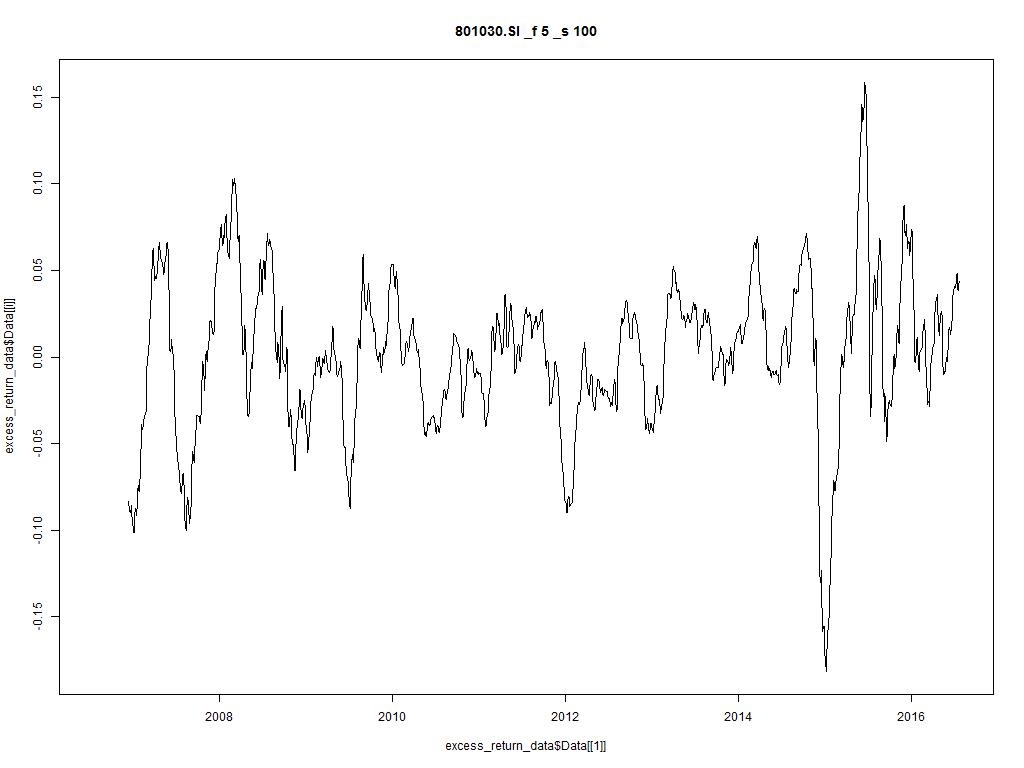 801030.SI _f 5 _s 100
0.15
0.10
0.05
0.00
-0.05
-0.10
-0.15
excess_return_data$Data[[i]]
2008 2010 2012 2014 2016
excess_return_data$Data[[1]]